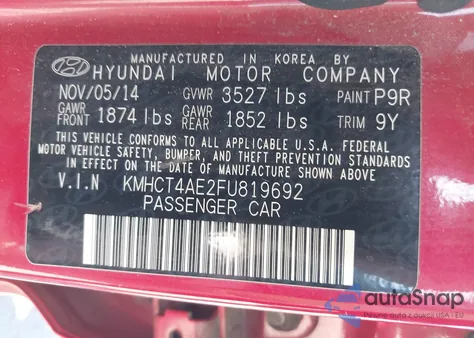 MANUFACTURED IN KOREA BY
HYUNDAI MOTOR COMPANY
NOV/05/14 GVWR 3527 lbs PAINT P9R
GAWR FRONT 1874 lbs GAWR REAR 1852 lbs TRIM 9Y
THIS VEHICLE CONFORMS TO ALL APPLICABLE U.S.A. FEDERAL
MOTOR VEHICLE SAFETY, BUMPER, AND THEFT PREVENTION STANDARDS
IN EFFECT ON THE DATE OF MANUFACTURE SHOWN ABOVE.
V.I.N KMHCT4AE2FU819692
PASSENGER CAR
autoSnap